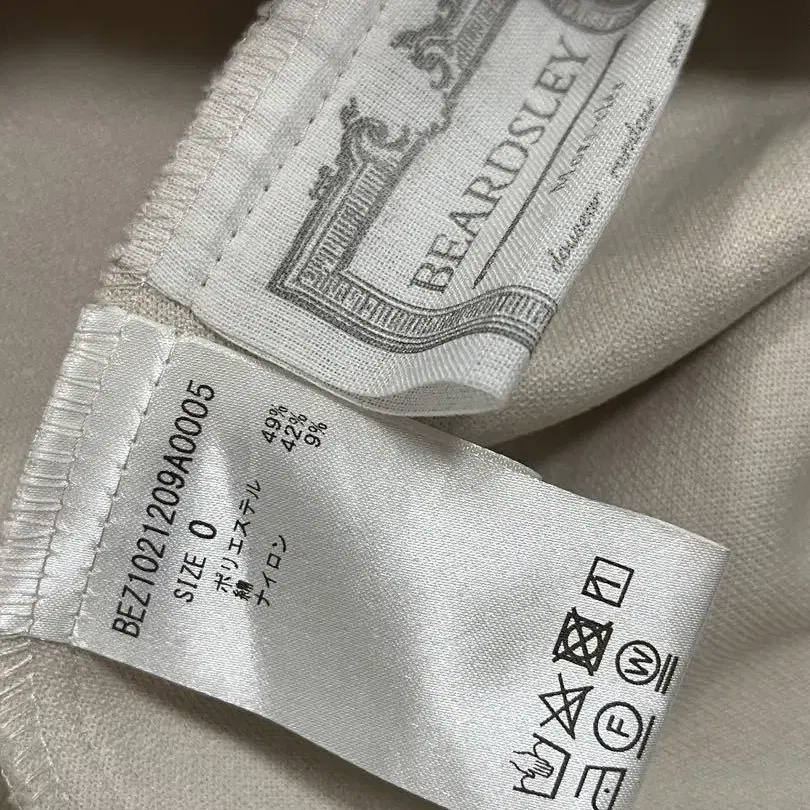 BEARDSLEY
BEZ1021209A0005
SIZE 0
ポリエステル 49%
綿 42%
ナイロン 9%
W
F